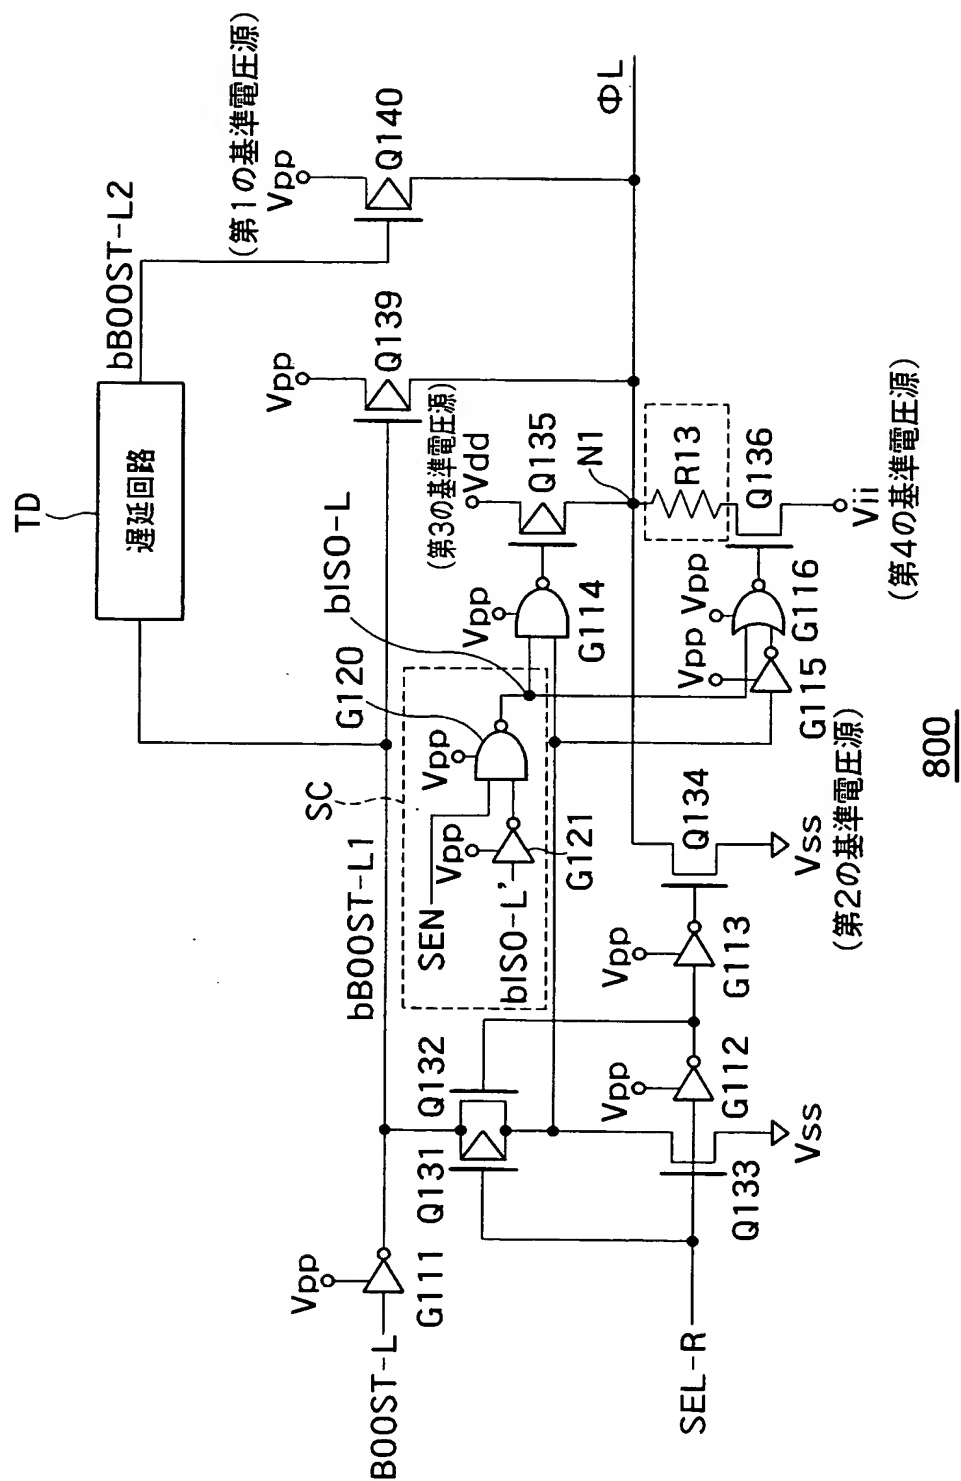 TD
遅延回路
bBOOST-L2
Vpp
(第1の基準電圧源)
Q140
ΦL
Vpp
Q139
Vdd
(第3の基準電圧源)
Q135
N1
R13
Q136
Vii
(第4の基準電圧源)
bISO-L
Vpp
G114
Vpp
G116
Vpp
G115
G120
Vpp
SC
SEN
Vpp
bISO-L'
G121
bBOOST-L1
Q134
Vss
(第2の基準電圧源)
Vpp
G113
Q132
Q131
Vpp
G112
Vss
Q133
Vpp
G111
BOOST-L
SEL-R
800